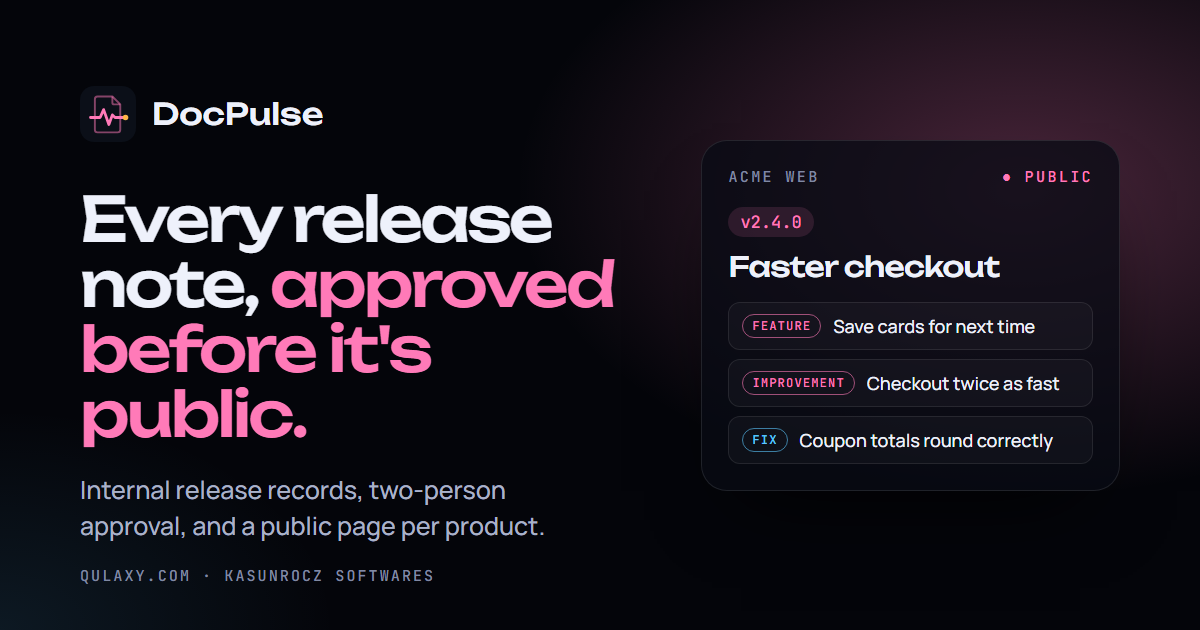 DocPulse
Every release
note, approved
before it's
public.
Internal release records, two-person
approval, and a public page per product.
QULAXY.COM · KASUNROCZ SOFTWARES
ACME WEB
● PUBLIC
v2.4.0
Faster checkout
FEATURE Save cards for next time
IMPROVEMENT Checkout twice as fast
FIX Coupon totals round correctly